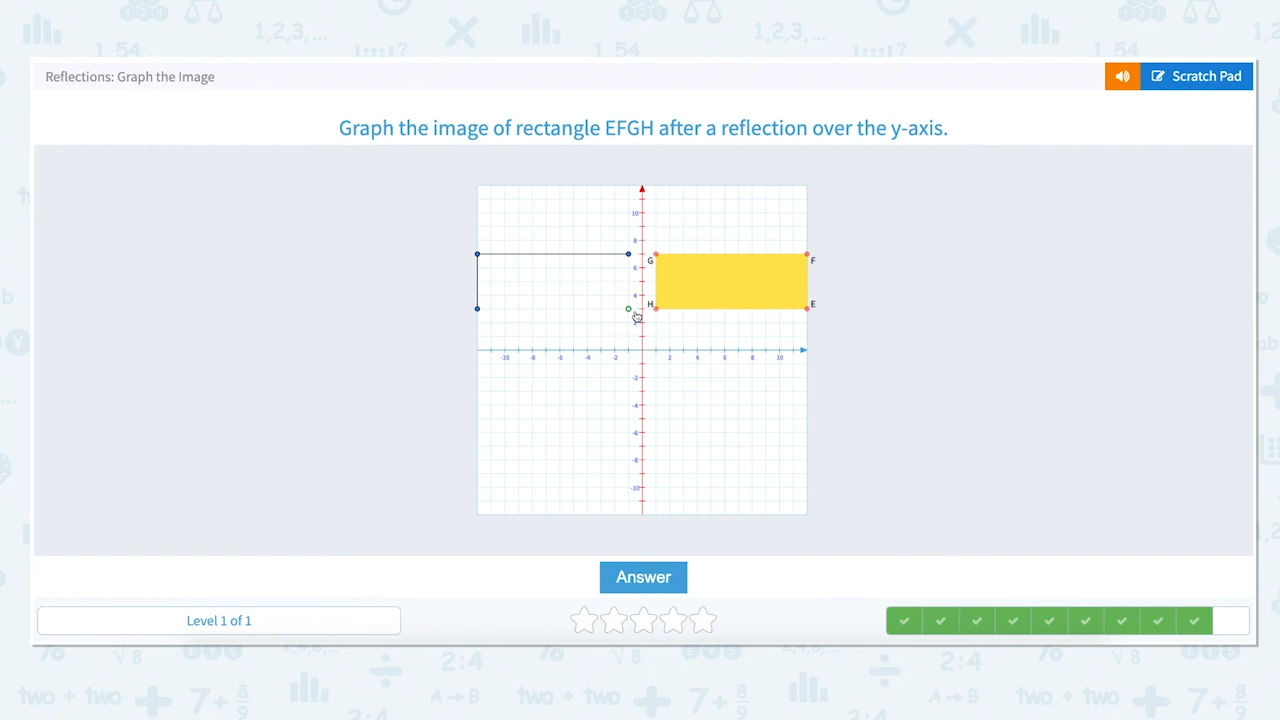 Reflections: Graph the Image
Scratch Pad
Graph the image of rectangle EFGH after a reflection over the y-axis.
10
8
G
F
6
4
H
E
2
-10 -8 -6 -4 -2 2 4 6 8 10
-2
-4
-6
-8
-10
Answer
Level 1 of 1